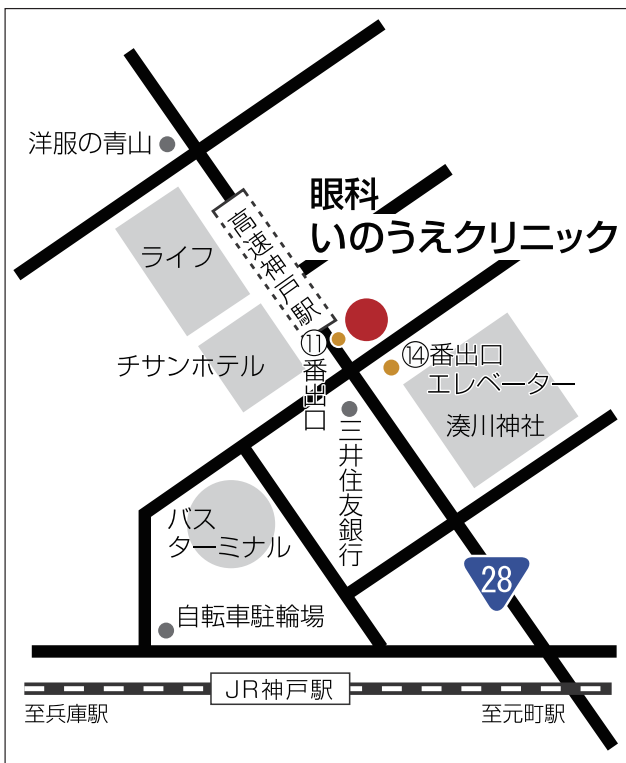 洋服の青山
眼科
いのうえクリニック
高速神戸駅
ライフ
チサンホテル
⑪番出口
⑭番出口
エレベーター
湊川神社
三井住友銀行
バス
ターミナル
28
自転車駐輪場
JR神戸駅
至兵庫駅
至元町駅